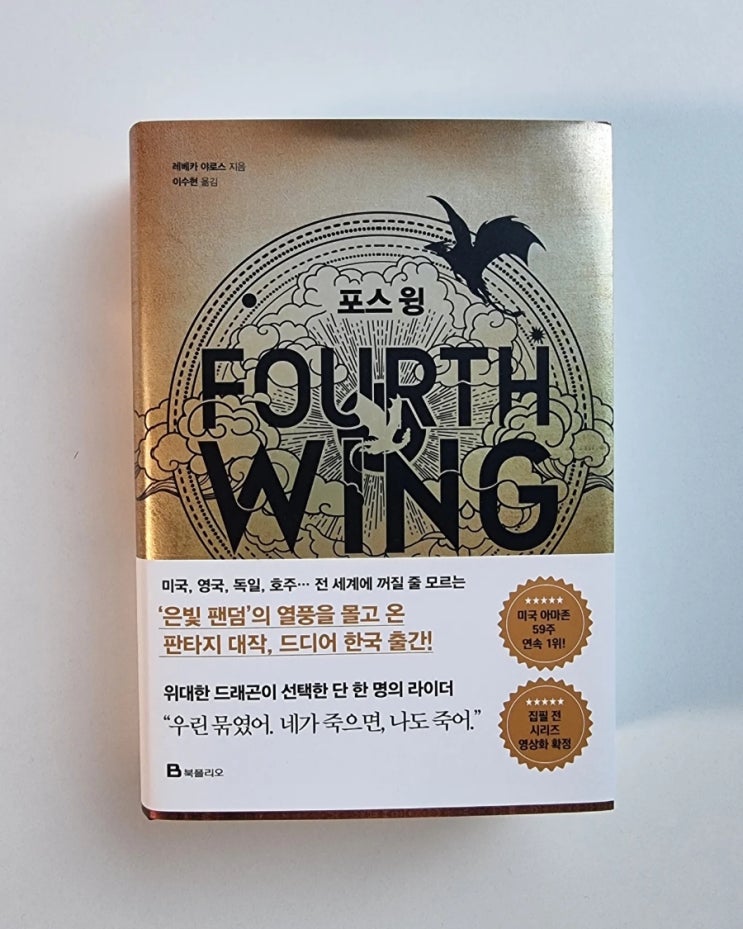 레베카 야로스 지음
이수현 옮김
포스 윙
FOURTH
WING
미국, 영국, 독일, 호주… 전 세계에 꺼질 줄 모르는
‘은빛 팬덤’의 열풍을 몰고 온
판타지 대작, 드디어 한국 출간!
★★★★★
미국 아마존
59주
연속 1위!
위대한 드래곤이 선택한 단 한 명의 라이더
“우린 묶였어. 네가 죽으면, 나도 죽어.”
★★★★★
집필 전
시리즈
영상화 확정
B 북폴리오